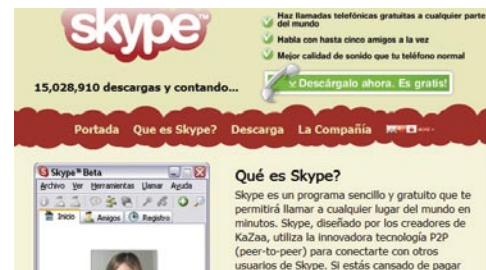 skype™
Haz llamadas telefónicas gratuitas a cualquier parte
del mundo
Habla con hasta cinco amigos a la vez
Mejor calidad de sonido que tu teléfono normal
15,028,910 descargas y contando...
Descárgalo ahora. Es gratis!
Portada Que es Skype? Descarga La Compañía
Skype™ Beta
Archivo Ver Herramientas Llamar Ayuda
Inicio Amigos Registro
Qué es Skype?
Skype es un programa sencillo y gratuito que te
permitirá llamar a cualquier lugar del mundo en
minutos. Skype, diseñado por los creadores de
KaZaa, utiliza la innovadora tecnología P2P
(peer-to-peer) para conectarte con otros
usuarios de Skype. Si estás cansado de pagar